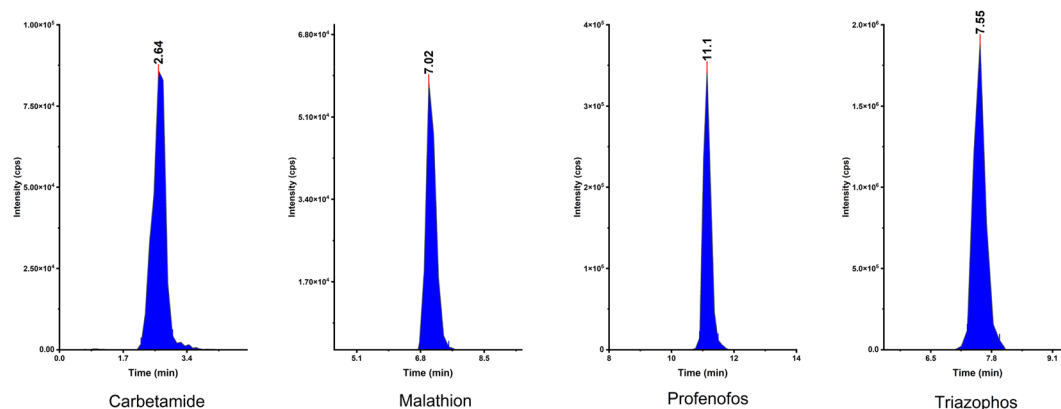 2.64
1.00×10⁵
7.50×10⁴
5.00×10⁴
2.50×10⁴
0.00
Intensity (cps)
0.0 1.7 3.4
Time (min)
Carbetamide
7.02
6.80×10⁴
5.10×10⁴
3.40×10⁴
1.70×10⁴
Intensity (cps)
5.1 6.8 8.5
Time (min)
Malathion
11.1
4×10⁵
3×10⁵
2×10⁵
1×10⁵
0
Intensity (cps)
8 10 12 14
Time (min)
Profenofos
7.55
2.0×10⁶
1.5×10⁶
1.0×10⁶
5.0×10⁵
0.0
Intensity (cps)
6.5 7.8 9.1
Time (min)
Triazophos